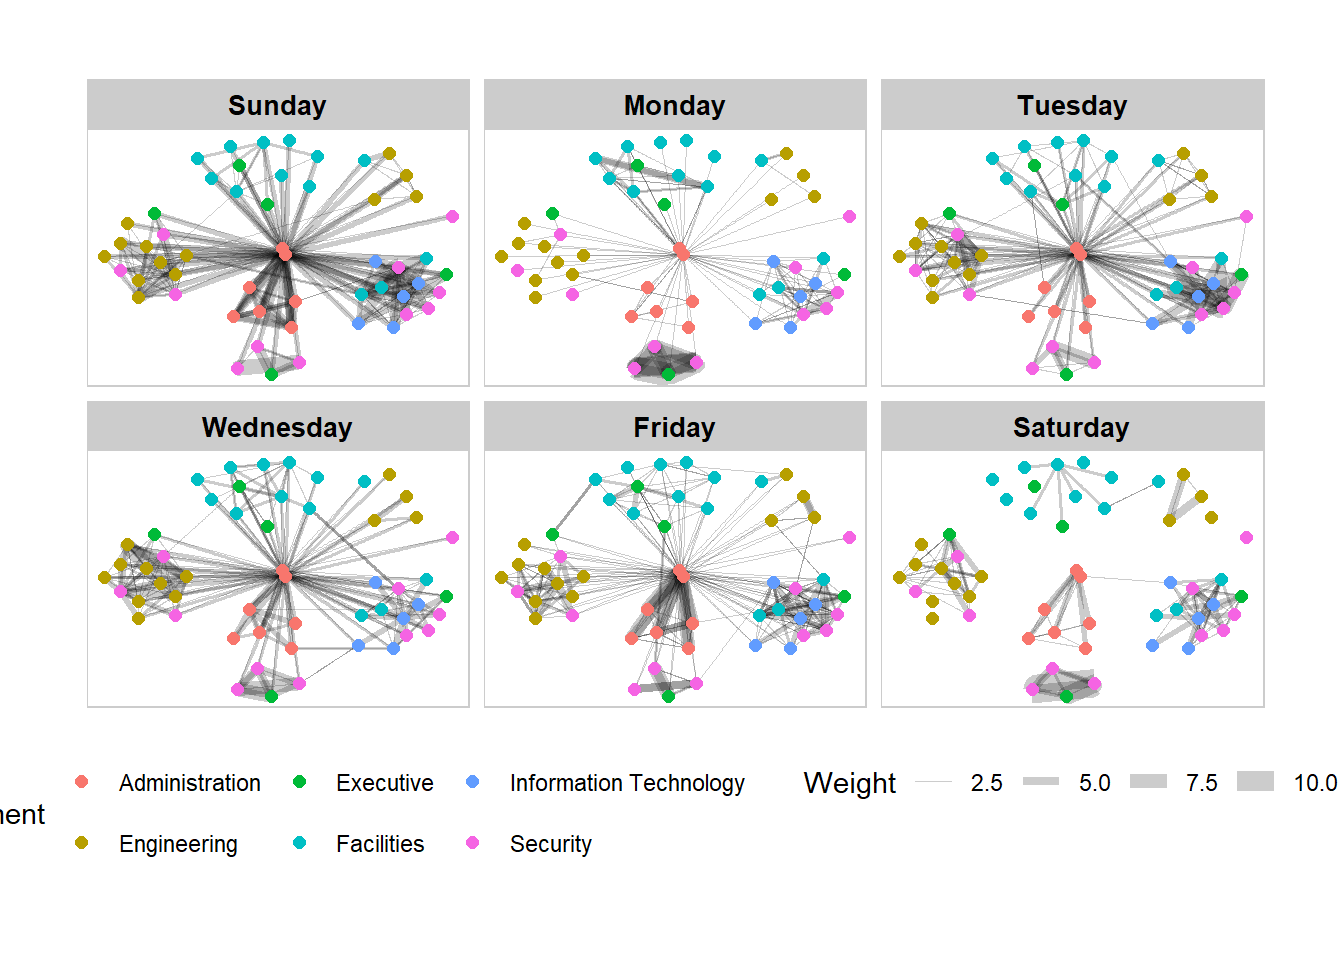 Sunday Monday Tuesday
Wednesday Friday Saturday
Administration Executive Information Technology Weight 2.5 5.0 7.5 10.0
Engineering Facilities Security